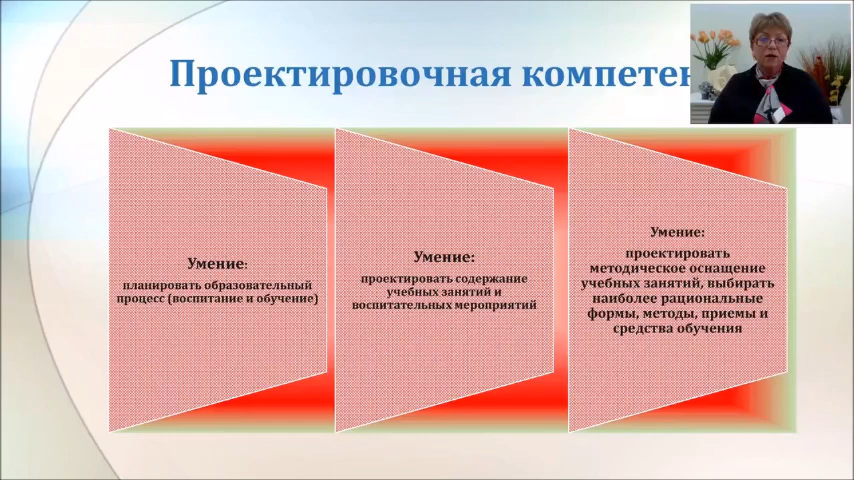 Проектировочная компетен
Умение:
планировать образовательный
процесс (воспитание и обучение)
Умение:
проектировать содержание
учебных занятий и
воспитательных мероприятий
Умение:
проектировать
методическое оснащение
учебных занятий, выбирать
наиболее рациональные
формы, методы, приемы и
средства обучения